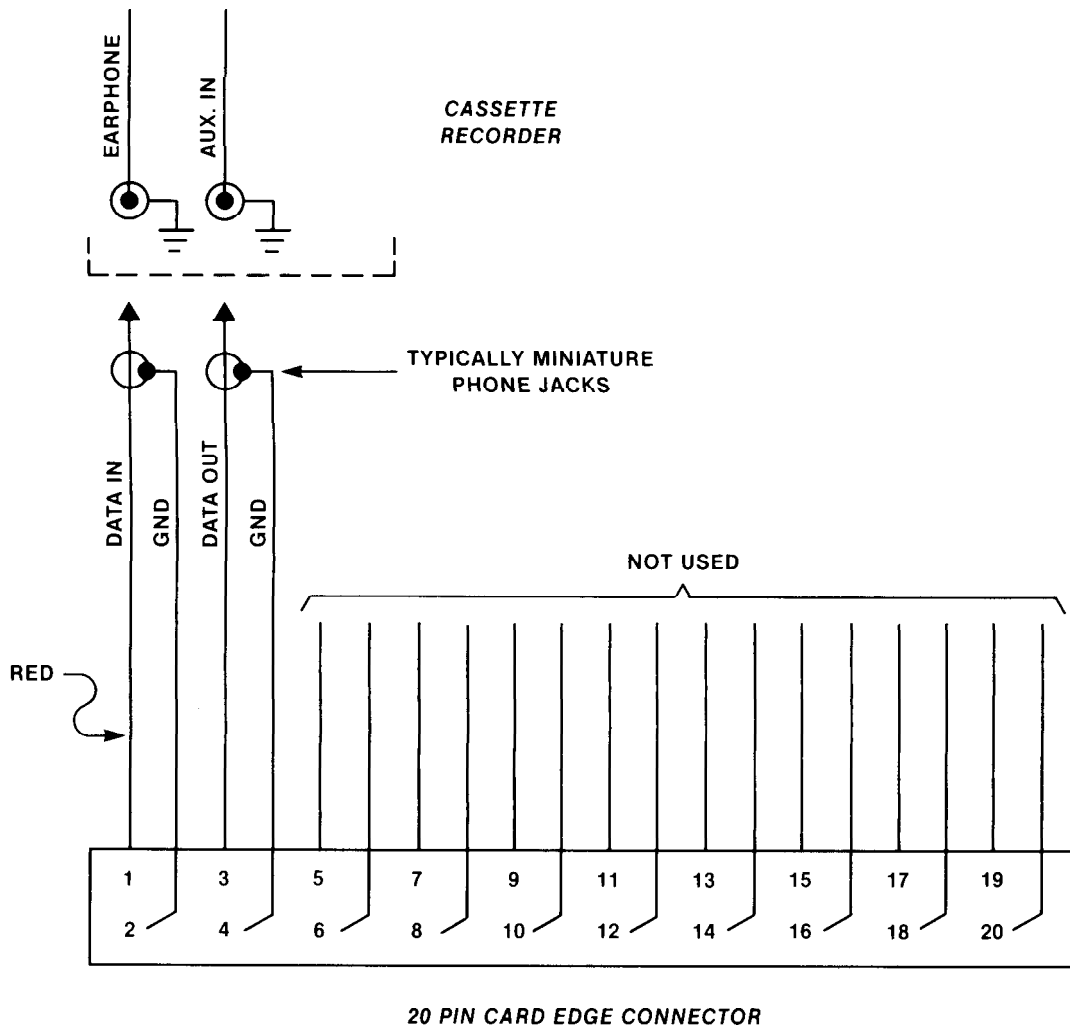 EARPHONE
AUX. IN
CASSETTE
RECORDER
TYPICALLY MINIATURE
PHONE JACKS
DATA IN
GND
DATA OUT
GND
NOT USED
RED
1 3 5 7 9 11 13 15 17 19
2 4 6 8 10 12 14 16 18 20
20 PIN CARD EDGE CONNECTOR